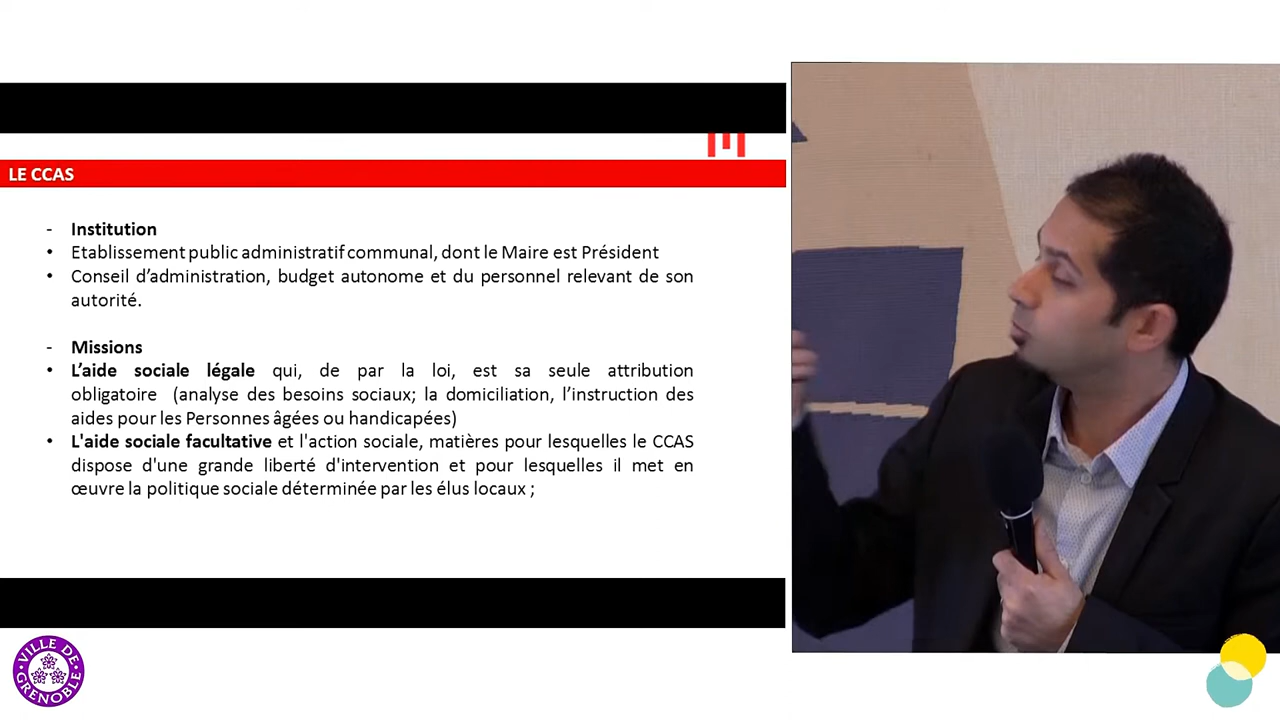 LE CCAS
- Institution
• Etablissement public administratif communal, dont le Maire est Président
• Conseil d’administration, budget autonome et du personnel relevant de son
autorité.
- Missions
• L’aide sociale légale qui, de par la loi, est sa seule attribution
obligatoire (analyse des besoins sociaux; la domiciliation, l’instruction des
aides pour les Personnes âgées ou handicapées)
• L'aide sociale facultative et l'action sociale, matières pour lesquelles le CCAS
dispose d'une grande liberté d'intervention et pour lesquelles il met en
œuvre la politique sociale déterminée par les élus locaux ;
VILLE DE
GRENOBLE